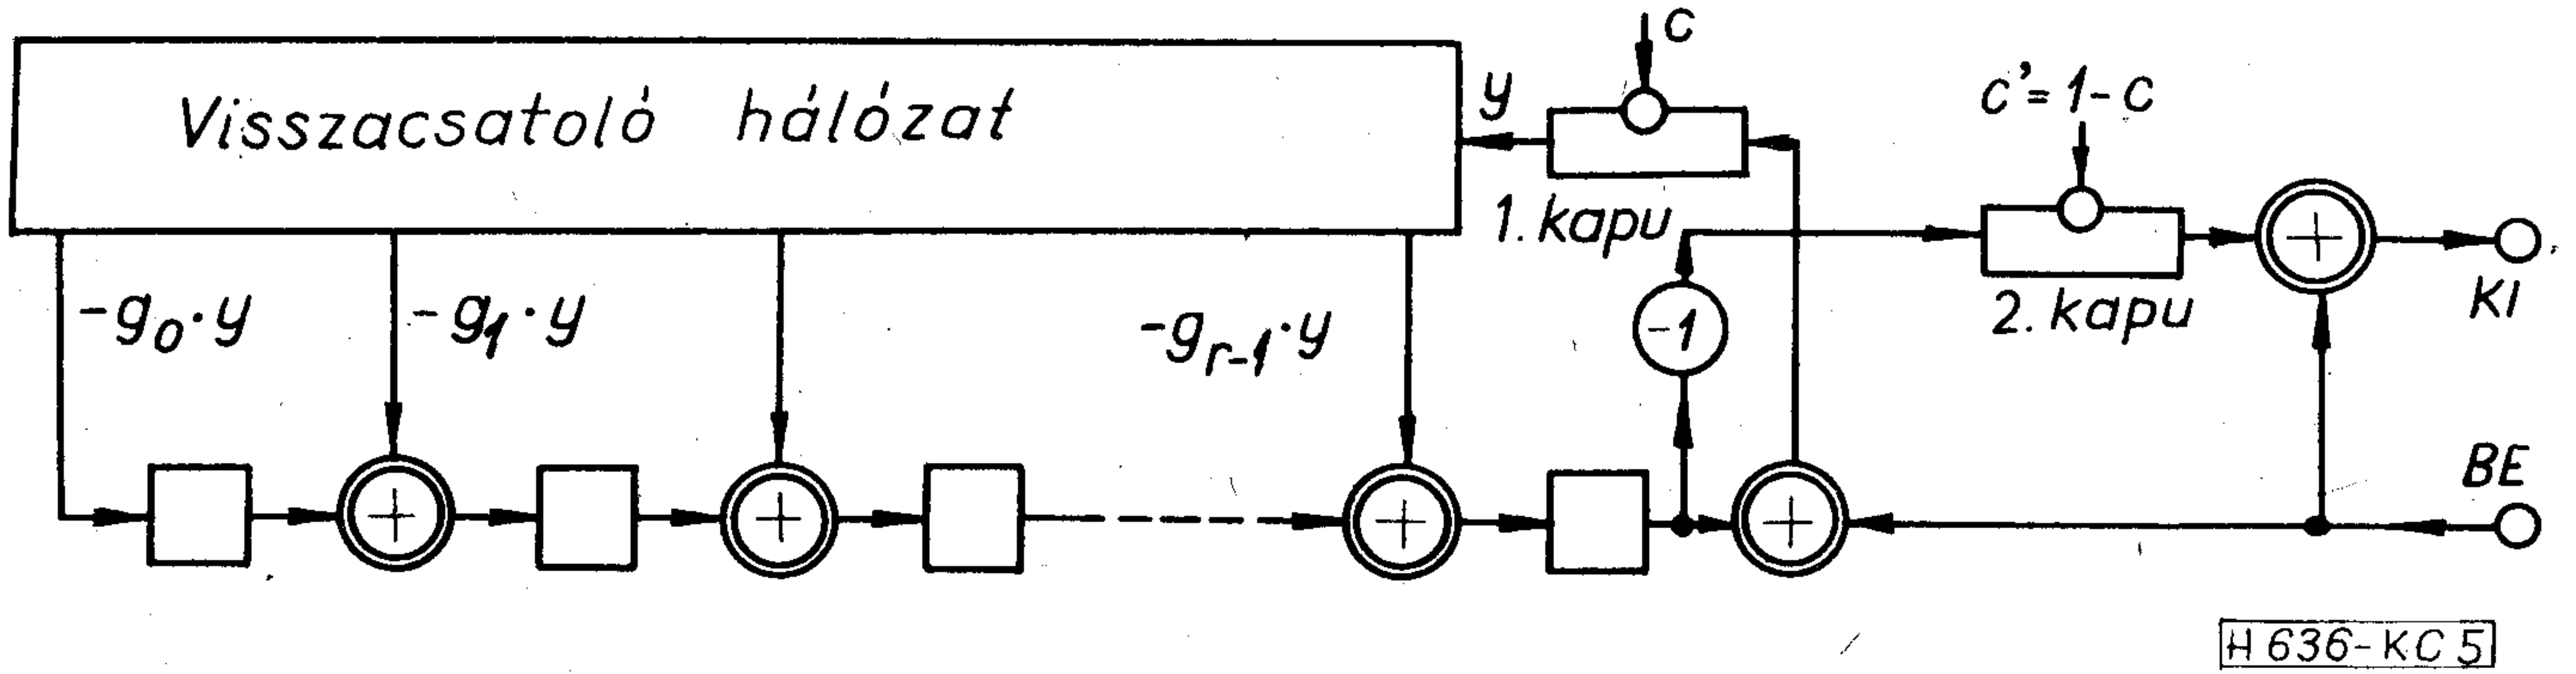 Visszacsatoló hálózat
y
c
1. kapu
c'= 1-c
2. kapu
+
KI
-g₀·y
-g₁·y
-gᵣ₋₁·y
-1
BE
+
+
+
+
H 636-KC 5